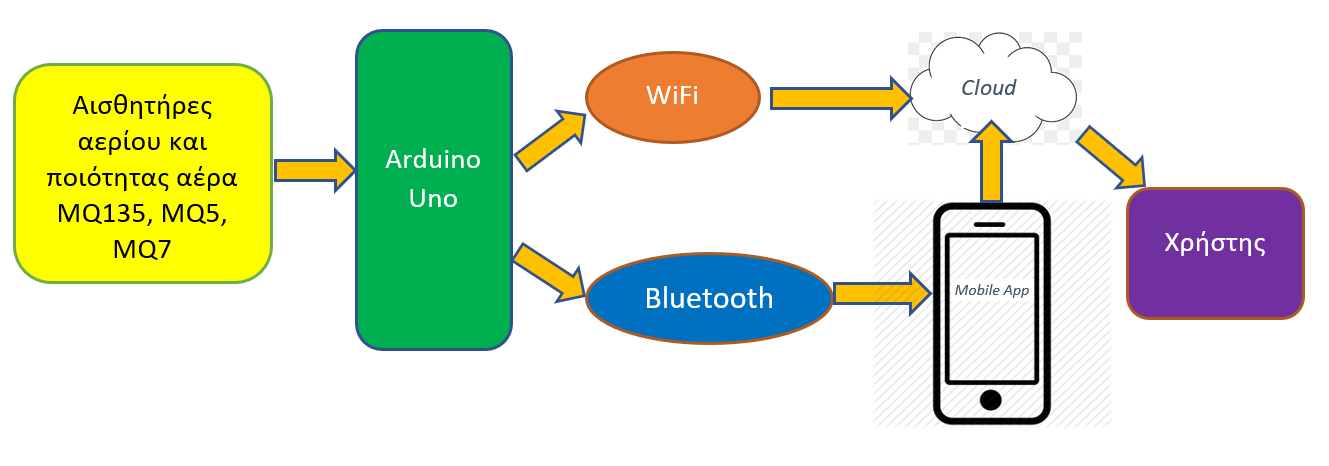 Αισθητήρες
αερίου και
ποιότητας αέρα
MQ135, MQ5,
MQ7
Arduino
Uno
WiFi
Bluetooth
Cloud
Mobile App
Χρήστης